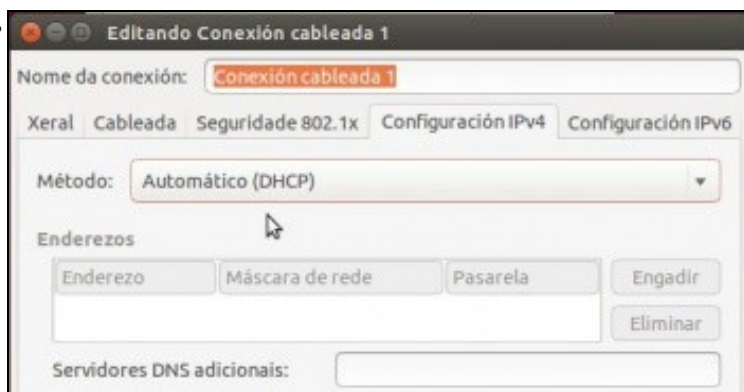 Editando Conexión cableada 1
Nome da conexión: Conexión cableada 1
Xeral Cableada Seguridade 802.1x Configuración IPv4 Configuración IPv6
Método: Automático (DHCP)
Enderezos
Enderezo Máscara de rede Pasarela Engadir
Eliminar
Servidores DNS adicionais: